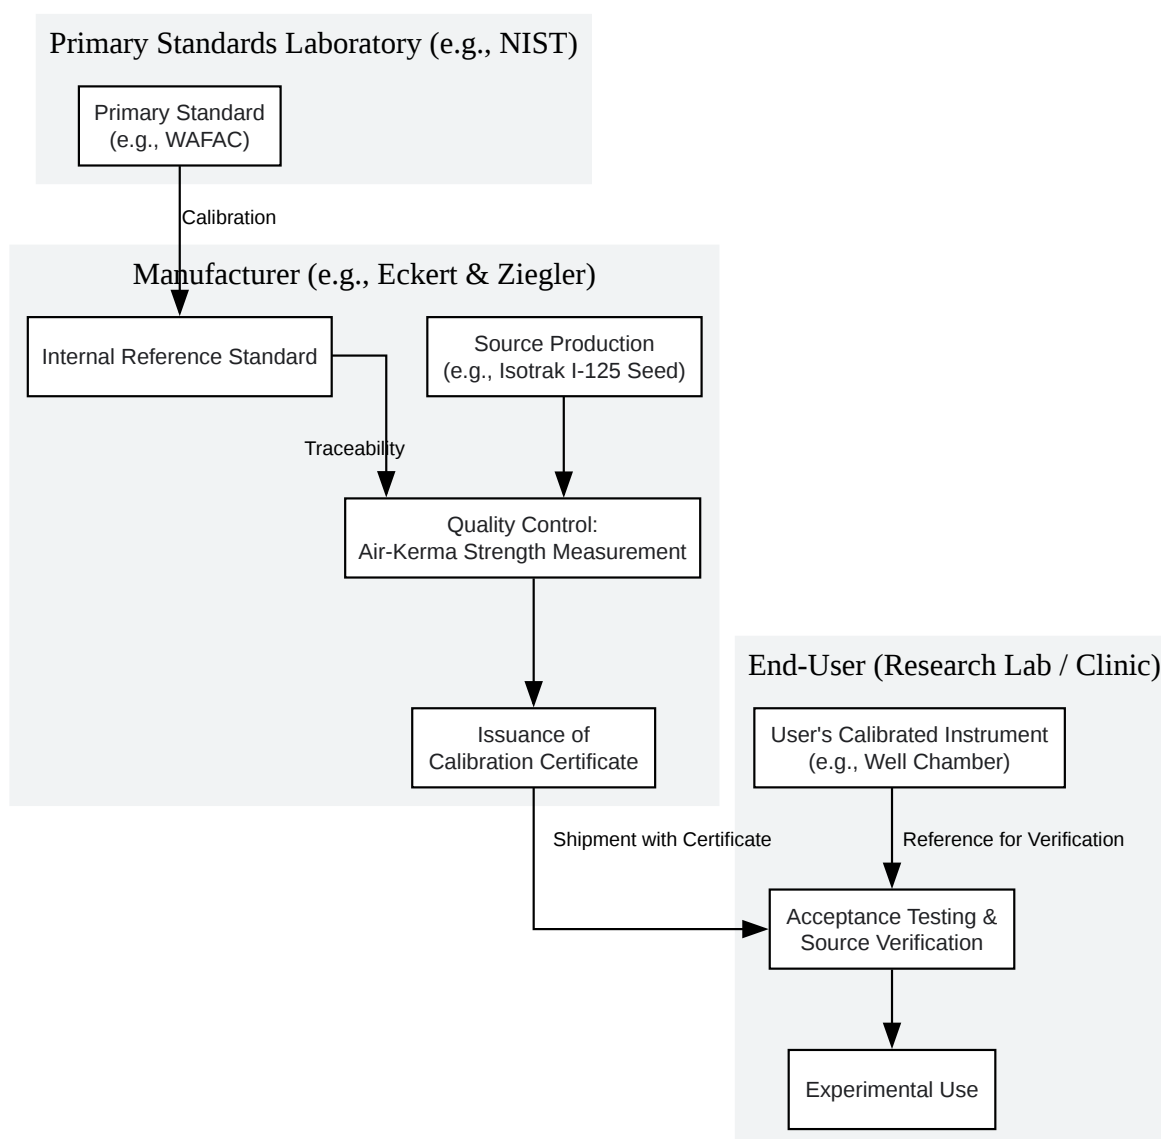 Primary Standards Laboratory (e.g., NIST)
Primary Standard
(e.g., WAFAC)
Calibration
Manufacturer (e.g., Eckert & Ziegler)
Internal Reference Standard
Source Production
(e.g., Isotrak I-125 Seed)
Traceability
Quality Control:
Air-Kerma Strength Measurement
Issuance of
Calibration Certificate
Shipment with Certificate
End-User (Research Lab / Clinic)
User's Calibrated Instrument
(e.g., Well Chamber)
Reference for Verification
Acceptance Testing &
Source Verification
Experimental Use